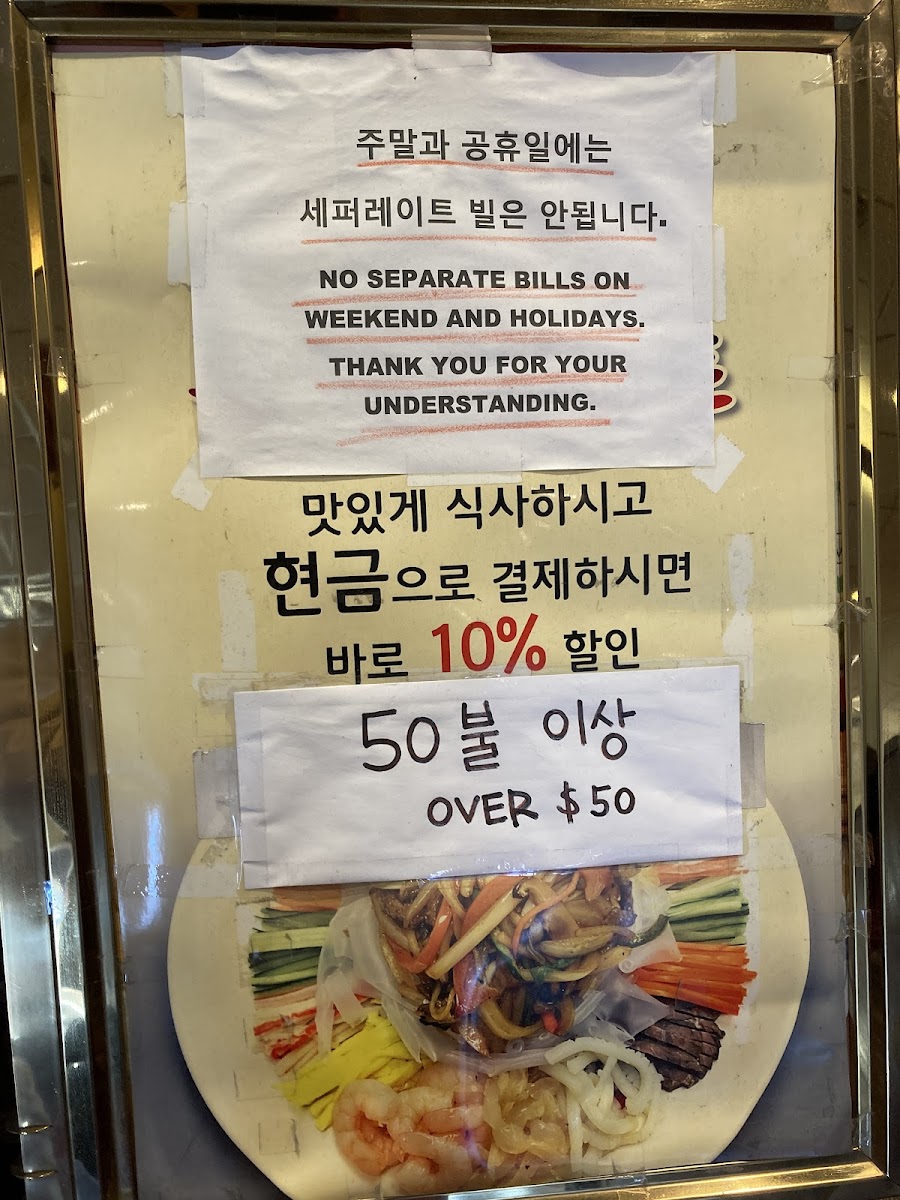 주말과 공휴일에는
세퍼레이트 빌은 안됩니다.
NO SEPARATE BILLS ON
WEEKEND AND HOLIDAYS.
THANK YOU FOR YOUR
UNDERSTANDING.
맛있게 식사하시고
현금으로 결제하시면
바로 10% 할인
50불 이상
OVER $50